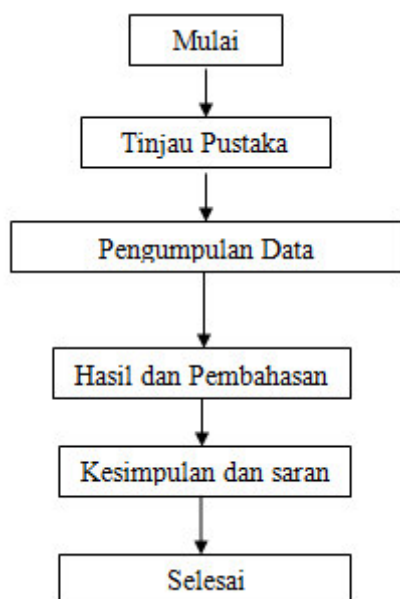 Mulai
Tinjau Pustaka
Pengumpulan Data
Hasil dan Pembahasan
Kesimpulan dan saran
Selesai